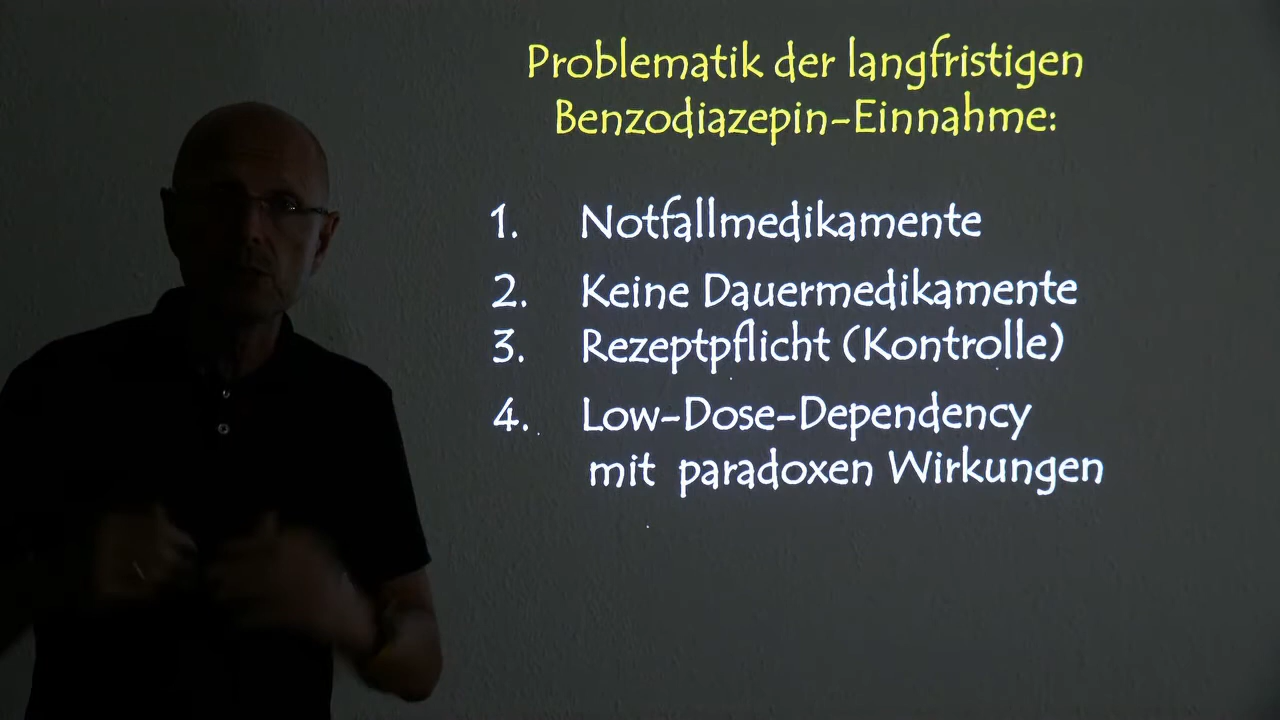 Problematik der langfristigen
Benzodiazepin-Einnahme:
1. Notfallmedikamente
2. Keine Dauermedikamente
3. Rezeptpflicht (Kontrolle)
4. Low-Dose-Dependency
mit paradoxen Wirkungen